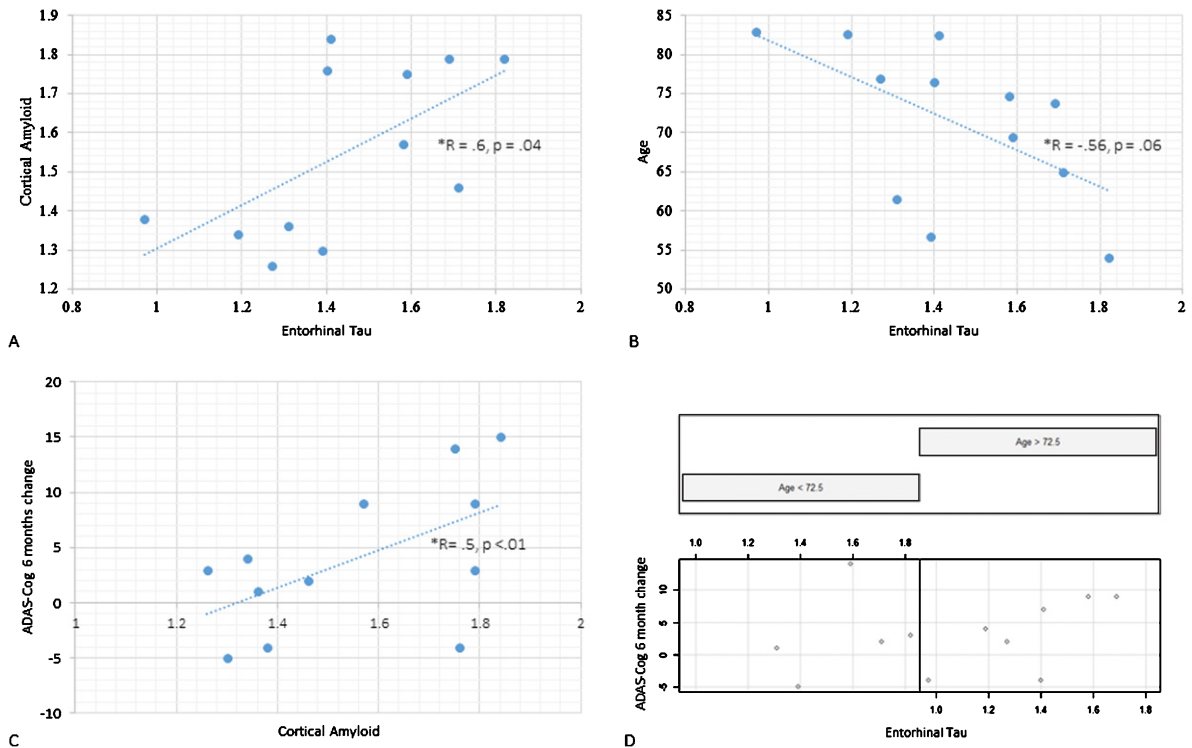 1.9
1.8
1.7
1.6
1.5
1.4
1.3
1.2
Cortical Amyloid
*R = .6, p = .04
0.8 1 1.2 1.4 1.6 1.8 2
Entorhinal Tau
A
85
80
75
70
65
60
55
50
Age
*R = -.56, p = .06
0.8 1 1.2 1.4 1.6 1.8 2
Entorhinal Tau
B
20
15
10
5
0
-5
-10
ADAS-Cog 6 months change
*R= .5, p <.01
1 1.2 1.4 1.6 1.8 2
Cortical Amyloid
C
Age > 72.5
Age < 72.5
1.0 1.2 1.4 1.6 1.8
ADAS-Cog 6 month change
10
5
0
-5
1.0 1.2 1.4 1.6 1.8
Entorhinal Tau
D